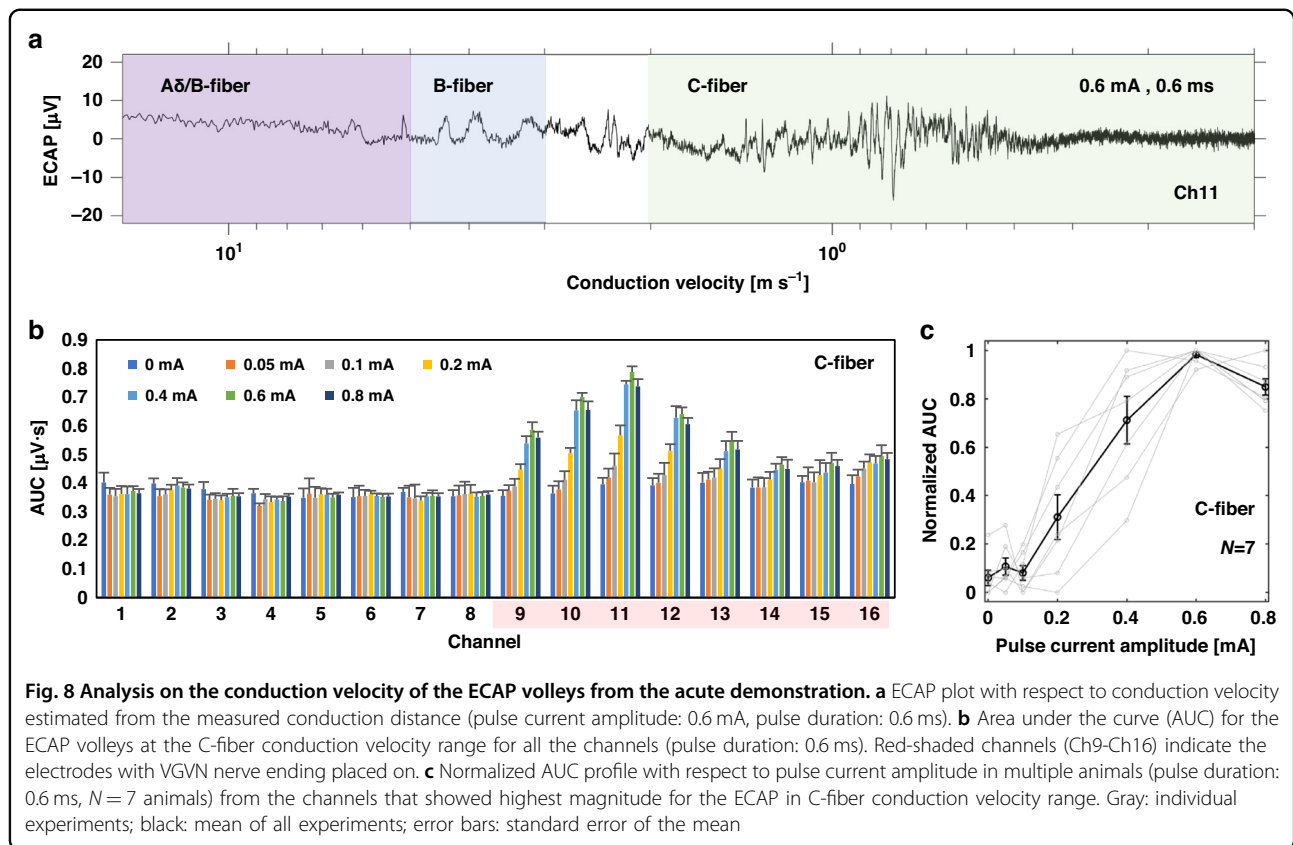 a
20
10
0
−10
−20
ECAP [µV]
Aδ/B-fiber
B-fiber
C-fiber
0.6 mA , 0.6 ms
Ch11
10¹
10⁰
Conduction velocity [m s⁻¹]
b
0.9
0.8
0.7
0.6
0.5
0.4
0.3
0.2
0.1
0
AUC [µV·s]
0 mA 0.05 mA 0.1 mA 0.2 mA
0.4 mA 0.6 mA 0.8 mA
C-fiber
1 2 3 4 5 6 7 8 9 10 11 12 13 14 15 16
Channel
c
1
0.8
0.6
0.4
0.2
0
Normalized AUC
C-fiber
N=7
0 0.2 0.4 0.6 0.8
Pulse current amplitude [mA]
Fig. 8 Analysis on the conduction velocity of the ECAP volleys from the acute demonstration. a ECAP plot with respect to conduction velocity
estimated from the measured conduction distance (pulse current amplitude: 0.6 mA, pulse duration: 0.6 ms). b Area under the curve (AUC) for the
ECAP volleys at the C-fiber conduction velocity range for all the channels (pulse duration: 0.6 ms). Red-shaded channels (Ch9-Ch16) indicate the
electrodes with VGVN nerve ending placed on. c Normalized AUC profile with respect to pulse current amplitude in multiple animals (pulse duration:
0.6 ms, N = 7 animals) from the channels that showed highest magnitude for the ECAP in C-fiber conduction velocity range. Gray: individual
experiments; black: mean of all experiments; error bars: standard error of the mean